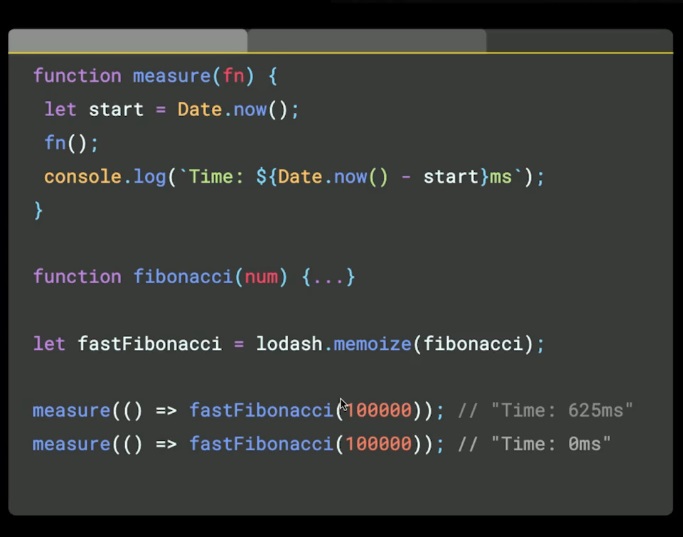 function measure(fn) {
 let start = Date.now();
 fn();
 console.log(`Time: ${Date.now() - start}ms`);
}
function fibonacci(num) {...}
let fastFibonacci = lodash.memoize(fibonacci);
measure(() => fastFibonacci(100000)); // "Time: 625ms"
measure(() => fastFibonacci(100000)); // "Time: 0ms"